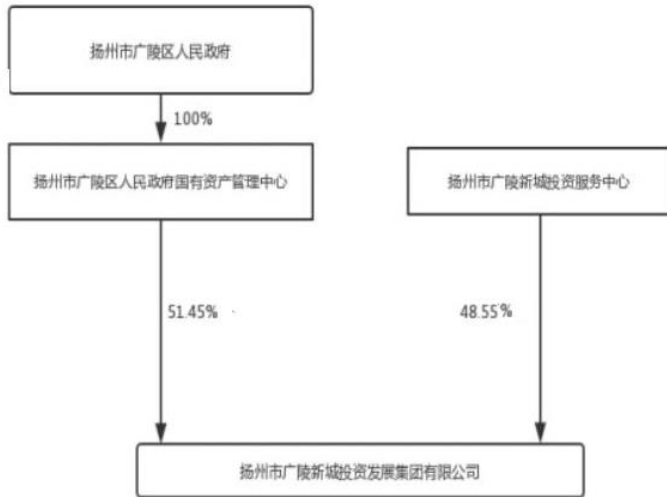 扬州市广陵区人民政府
100%
扬州市广陵区人民政府国有资产管理中心
扬州市广陵新城投资服务中心
51.45%
48.55%
扬州市广陵新城投资发展集团有限公司